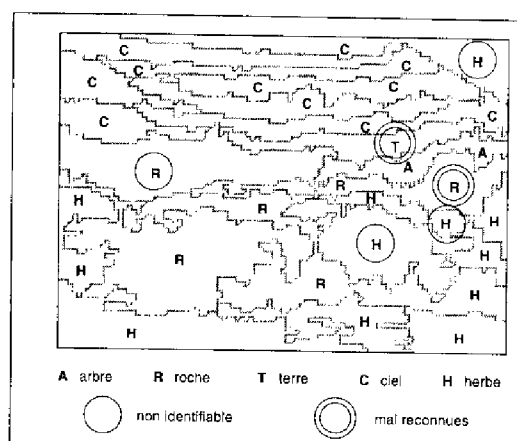 C C H
C C C C C C C
C T A A
R R R
H R H H
H H H
H R R H
H H H
A arbre R roche T terre C ciel H herbe
non identifiable mal reconnues